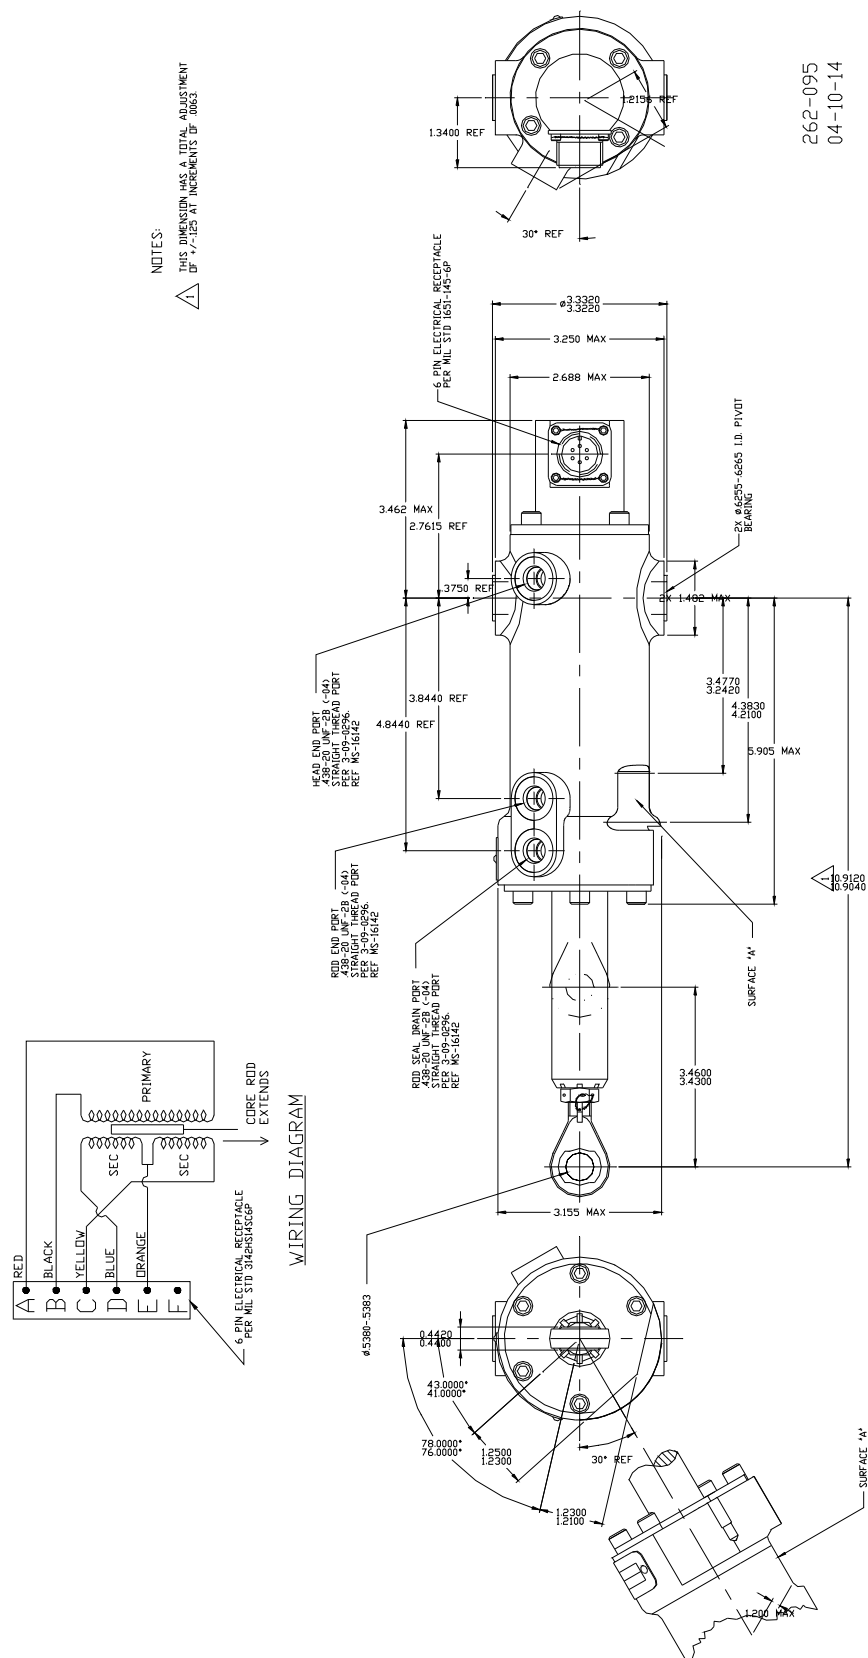 262-095
04-10-14
NOTES:
1
THIS DIMENSION HAS A TOTAL ADJUSTMENT
OF +/-.125 AT INCREMENTS OF .0063.
1.3400 REF
1.2156 REF
30° REF
6 PIN ELECTRICAL RECEPTACLE
PER MIL STD 1651-145-6P
ø3.3320
3.3220
3.250 MAX
2.688 MAX
2X ø.6255-.6265 I.D. PIVOT
BEARING
3.462 MAX
2.7615 REF
.3750 REF
2X 1.482 MAX
3.8440 REF
4.8440 REF
3.4770
3.2420
4.3830
4.2100
5.905 MAX
1
10.9120
10.9040
HEAD END PORT
.438-20 UNF-2B (-04)
STRAIGHT THREAD PORT
PER 3-09-0296.
REF MS-16142
ROD END PORT
.438-20 UNF-2B (-04)
STRAIGHT THREAD PORT
PER 3-09-0296.
REF MS-16142
ROD SEAL DRAIN PORT
.438-20 UNF-2B (-04)
STRAIGHT THREAD PORT
PER 3-09-0296.
REF MS-16142
SURFACE "A"
3.4600
3.4300
3.155 MAX
ø.5380-.5383
RED
BLACK
YELLOW
BLUE
ORANGE
A
B
C
D
E
F
PRIMARY
SEC
SEC
CORE ROD
EXTENDS
6 PIN ELECTRICAL RECEPTACLE
PER MIL STD 3142HS14SC6P
WIRING DIAGRAM
0.4420
0.4400
43.0000°
41.0000°
78.0000°
76.0000°
1.2500
1.2300
30° REF
1.2300
1.2100
SURFACE "A"
1.200 MAX